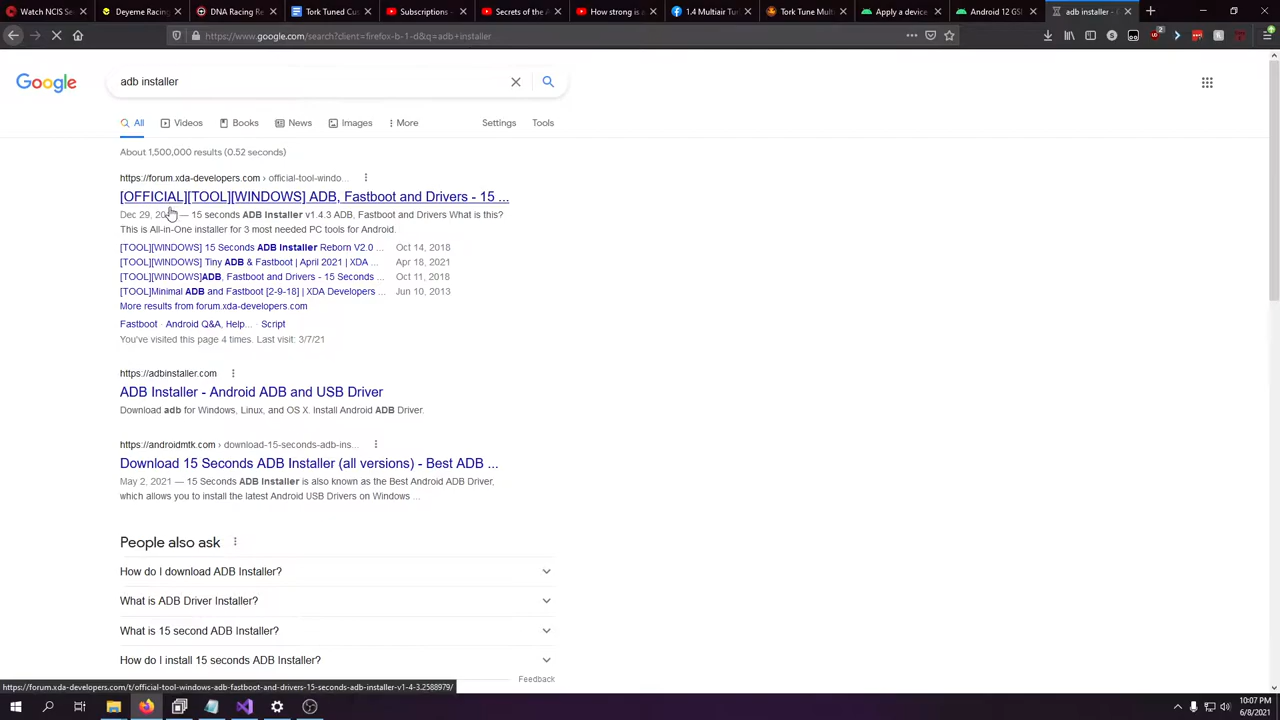 Watch NCIS Se
Deyeme Racing -
DNA Racing Re
Tork Tune Cut
Subscriptions -
Secrets of the A
How strong is a
1.4 Multiair Tun
Tork Tune Mult
Apply a device
Android 12 GSI
adb installer -
https://www.google.com/search?client=firefox-b-1-d&q=adb+installer
Google
adb installer
All
Videos
Books
News
Images
More
Settings
Tools
About 1,500,000 results (0.52 seconds)
https://forum.xda-developers.com › official-tool-windo...
[OFFICIAL][TOOL][WINDOWS] ADB, Fastboot and Drivers - 15 ...
Dec 29, — 15 seconds ADB Installer v1.4.3 ADB, Fastboot and Drivers What is this?
This is All-in-One installer for 3 most needed PC tools for Android.
[TOOL][WINDOWS] 15 Seconds ADB Installer Reborn V2.0 ... Oct 14, 2018
[TOOL][WINDOWS] Tiny ADB & Fastboot | April 2021 | XDA ... Apr 18, 2021
[TOOL][WINDOWS]ADB, Fastboot and Drivers - 15 Seconds ... Oct 11, 2018
[TOOL]Minimal ADB and Fastboot [2-9-18] | XDA Developers ... Jun 10, 2013
More results from forum.xda-developers.com
Fastboot · Android Q&A, Help... · Script
You've visited this page 4 times. Last visit: 3/7/21
https://adbinstaller.com
ADB Installer - Android ADB and USB Driver
Download adb for Windows, Linux, and OS X. Install Android ADB Driver.
https://androidmtk.com › download-15-seconds-adb-ins...
Download 15 Seconds ADB Installer (all versions) - Best ADB ...
May 2, 2021 — 15 Seconds ADB Installer is also known as the Best Android ADB Driver,
which allows you to install the latest Android USB Drivers on Windows ...
People also ask
How do I download ADB Installer?
What is ADB Driver Installer?
What is 15 second ADB Installer?
How do I install 15 seconds ADB Installer?
Feedback
https://forum.xda-developers.com/t/official-tool-windows-adb-fastboot-and-drivers-15-seconds-adb-installer-v1-4-3.2588979/
10:07 PM
6/8/2021